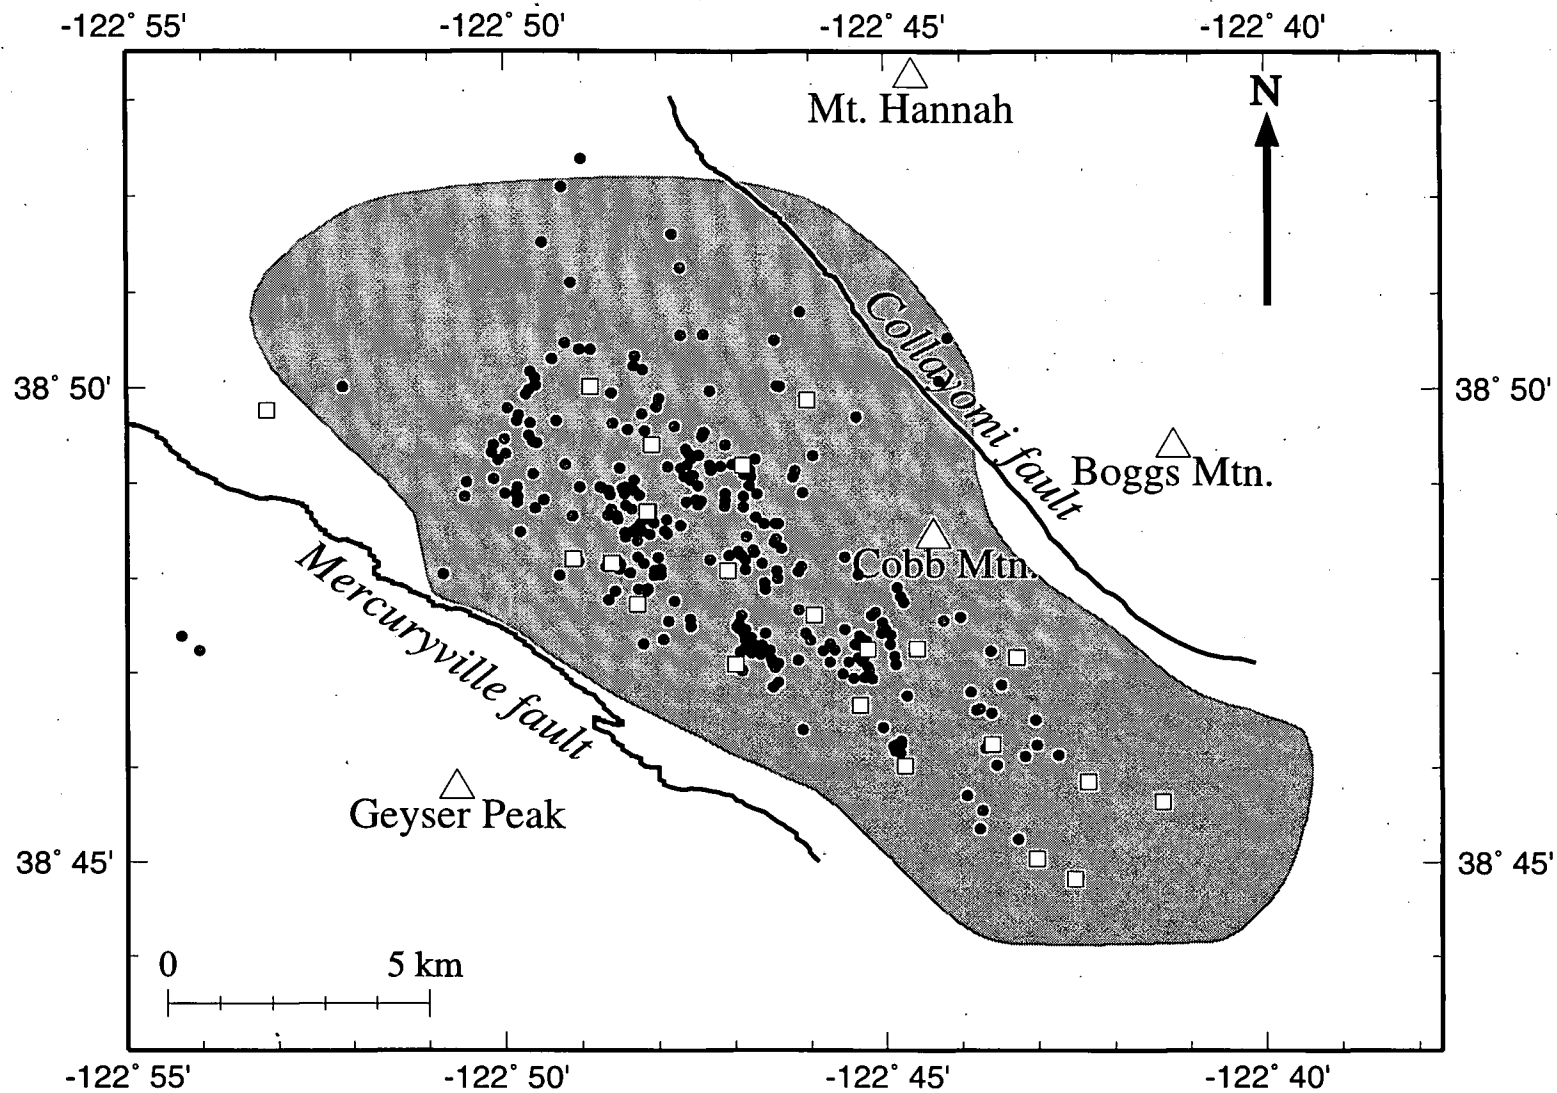 -122° 55' -122° 50' -122° 45' -122° 40'
Mt. Hannah
N
Collayomi fault
38° 50' 38° 50'
Boggs Mtn.
Cobb Mtn.
Mercuryville fault
Geyser Peak
38° 45' 38° 45'
0 5 km
-122° 55' -122° 50' -122° 45' -122° 40'